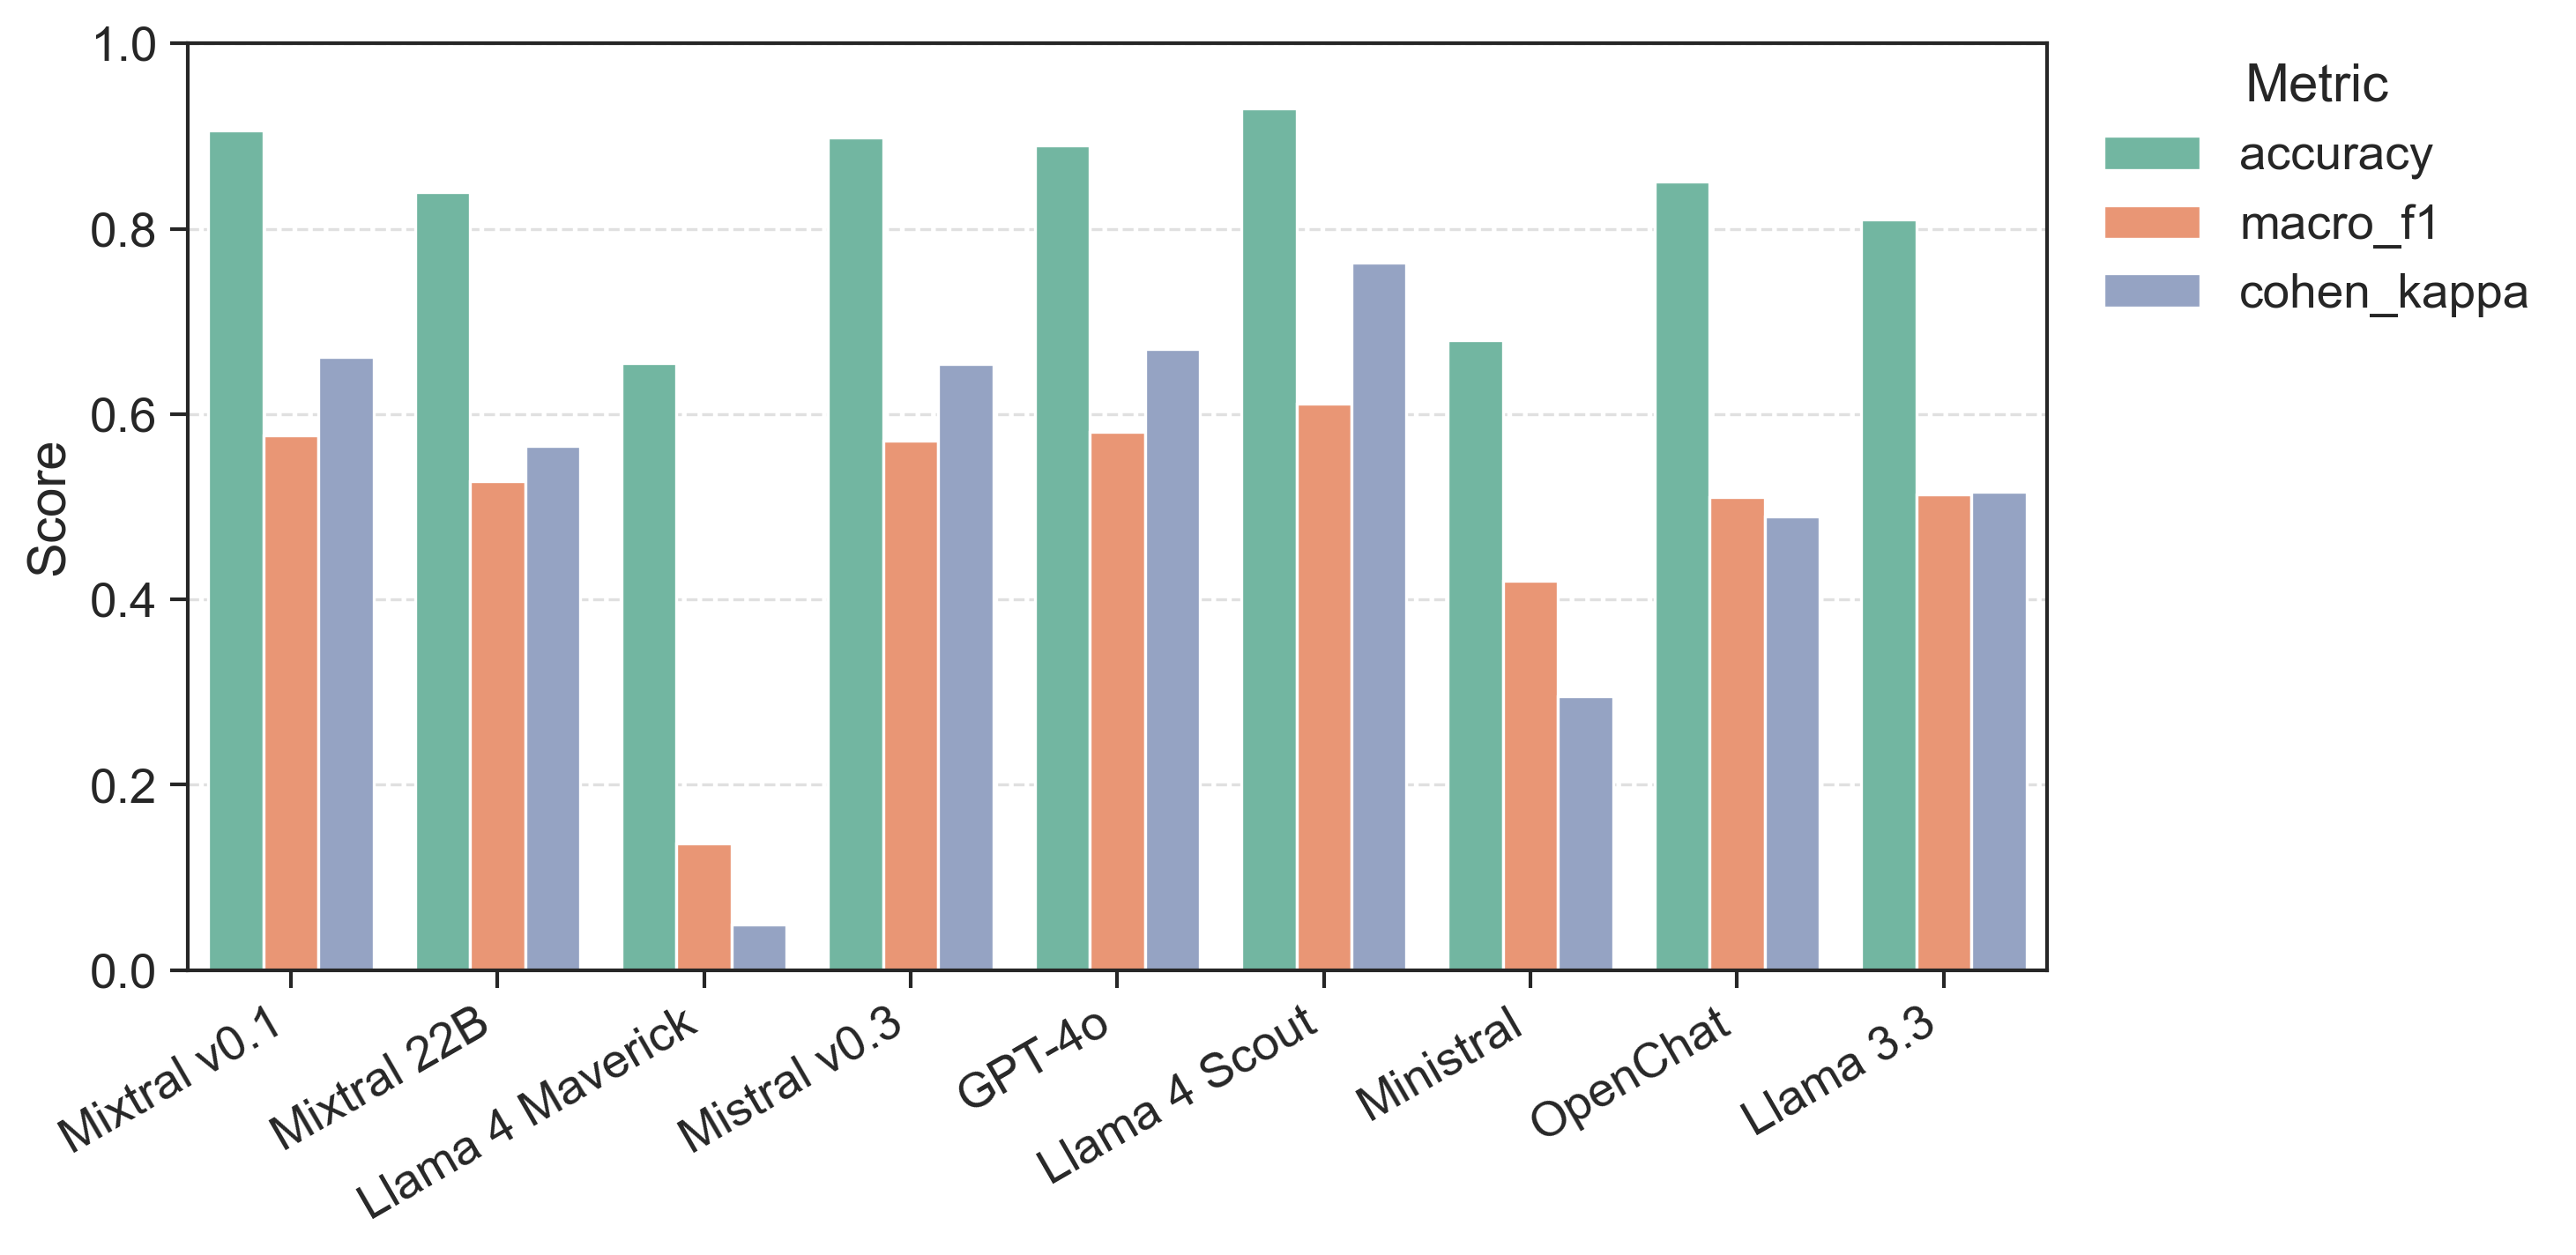 Metric
accuracy
macro_f1
cohen_kappa
Score
1.0
0.8
0.6
0.4
0.2
0.0
Mixtral v0.1
Mixtral 22B
Llama 4 Maverick
Mistral v0.3
GPT-4o
Llama 4 Scout
Ministral
OpenChat
Llama 3.3